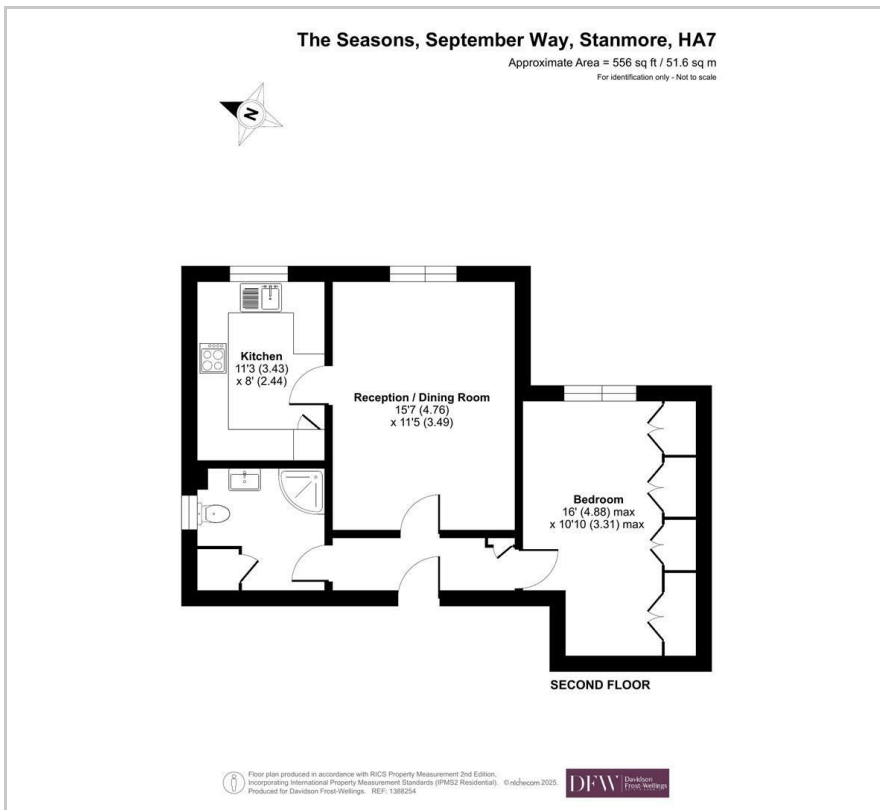 The Seasons, September Way, Stanmore, HA7
Approximate Area = 556 sq ft / 51.6 sq m
For identification only - Not to scale
N
Kitchen
11'3 (3.43)
x 8' (2.44)
Reception / Dining Room
15'7 (4.76)
x 11'5 (3.49)
Bedroom
16' (4.88) max
x 10'10 (3.31) max
SECOND FLOOR
Floor plan produced in accordance with RICS Property Measurement 2nd Edition,
Incorporating International Property Measurement Standards (IPMS2 Residential). © nichecom 2025.
Produced for Davidson Frost-Wellings. REF: 1388254
DFW
Davidson
Frost-Wellings